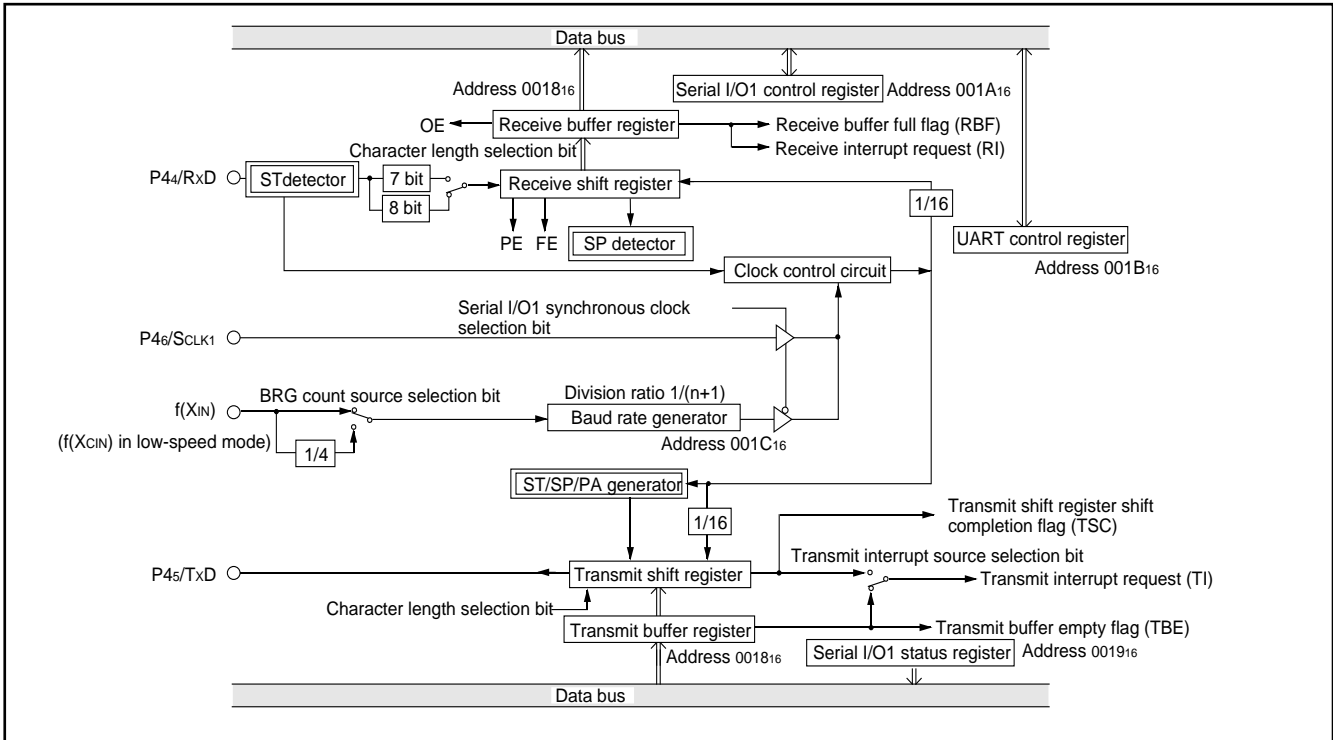 Data bus
Address 0018₁₆
Serial I/O1 control register
Address 001A₁₆
OE
Receive buffer register
Receive buffer full flag (RBF)
Receive interrupt request (RI)
Character length selection bit
P4₄/RxD
STdetector
7 bit
8 bit
Receive shift register
1/16
PE
FE
SP detector
UART control register
Address 001B₁₆
Clock control circuit
Serial I/O1 synchronous clock
selection bit
P4₆/SCLK1
BRG count source selection bit
f(XIN)
(f(XCIN) in low-speed mode)
1/4
Division ratio 1/(n+1)
Baud rate generator
Address 001C₁₆
ST/SP/PA generator
1/16
Transmit shift register shift
completion flag (TSC)
Transmit interrupt source selection bit
P4₅/TxD
Transmit shift register
Transmit interrupt request (TI)
Character length selection bit
Transmit buffer register
Transmit buffer empty flag (TBE)
Address 0018₁₆
Serial I/O1 status register
Address 0019₁₆
Data bus